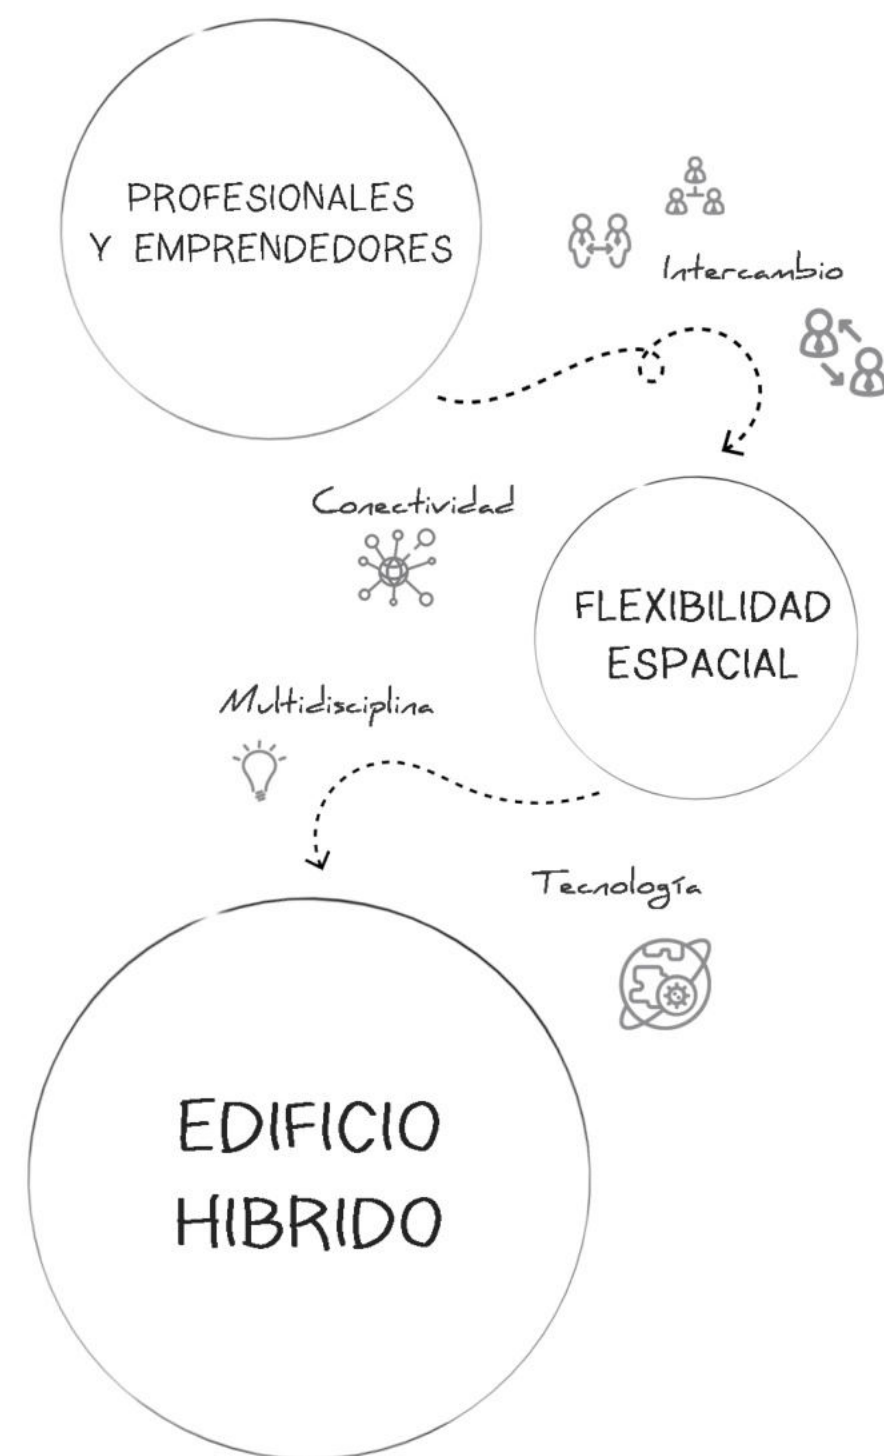 PROFESIONALES
Y EMPRENDEDORES
Intercambio
Conectividad
FLEXIBILIDAD
ESPACIAL
Multidisciplina
Tecnología
EDIFICIO
HIBRIDO